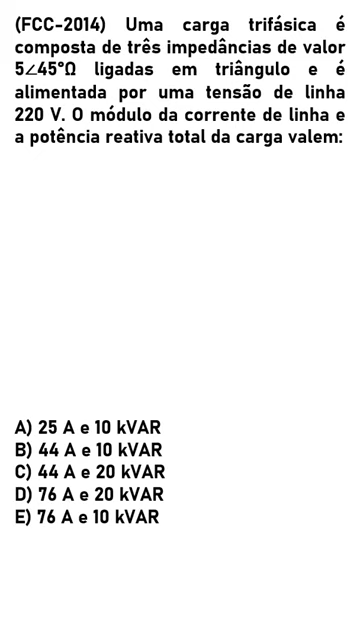 (FCC-2014) Uma carga trifásica é
composta de três impedâncias de valor
5∠45°Ω ligadas em triângulo e é
alimentada por uma tensão de linha
220 V. O módulo da corrente de linha e
a potência reativa total da carga valem:
A) 25 A e 10 kVAR
B) 44 A e 10 kVAR
C) 44 A e 20 kVAR
D) 76 A e 20 kVAR
E) 76 A e 10 kVAR